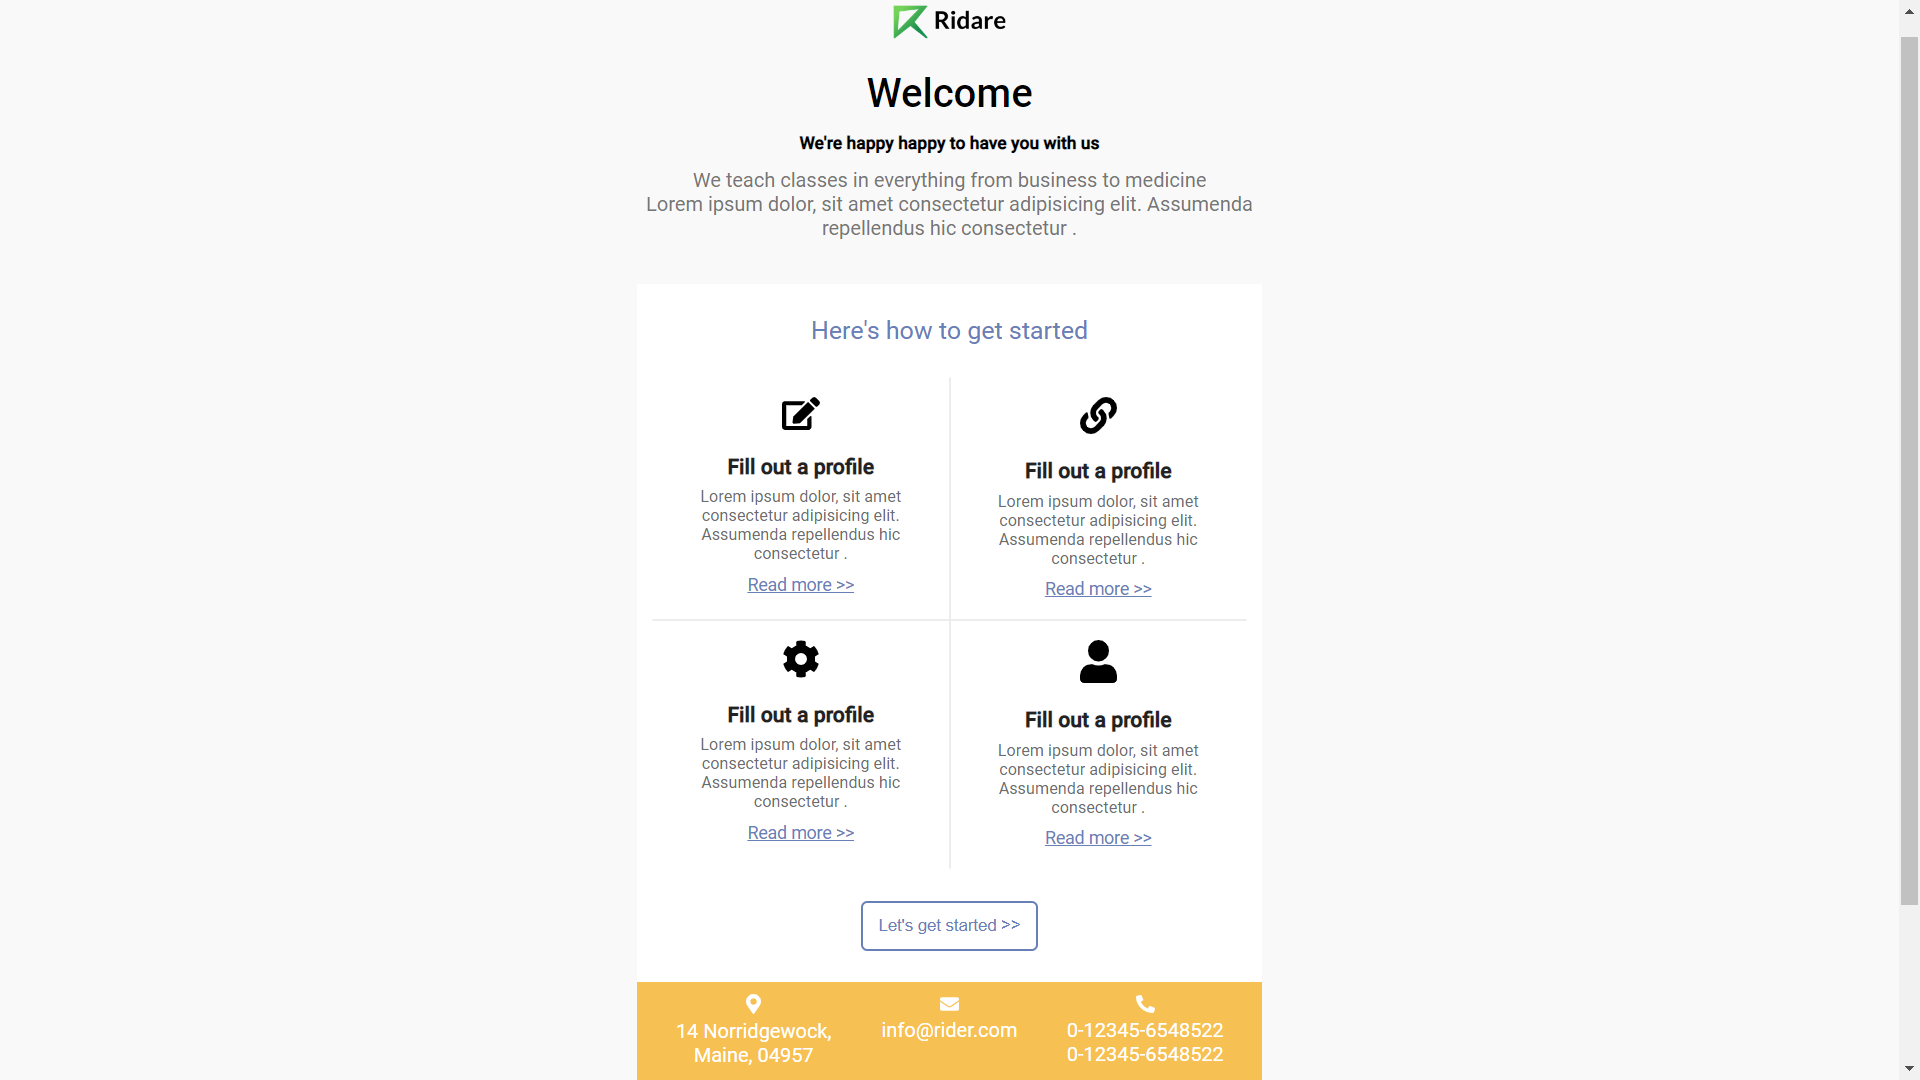 Ridare
Welcome
We're happy happy to have you with us
We teach classes in everything from business to medicine
Lorem ipsum dolor, sit amet consectetur adipisicing elit. Assumenda
repellendus hic consectetur .
Here's how to get started
Fill out a profile
Lorem ipsum dolor, sit amet
consectetur adipisicing elit.
Assumenda repellendus hic
consectetur .
Read more >>
Fill out a profile
Lorem ipsum dolor, sit amet
consectetur adipisicing elit.
Assumenda repellendus hic
consectetur .
Read more >>
Fill out a profile
Lorem ipsum dolor, sit amet
consectetur adipisicing elit.
Assumenda repellendus hic
consectetur .
Read more >>
Fill out a profile
Lorem ipsum dolor, sit amet
consectetur adipisicing elit.
Assumenda repellendus hic
consectetur .
Read more >>
Let's get started >>
14 Norridgewock,
Maine, 04957
info@rider.com
0-12345-6548522
0-12345-6548522